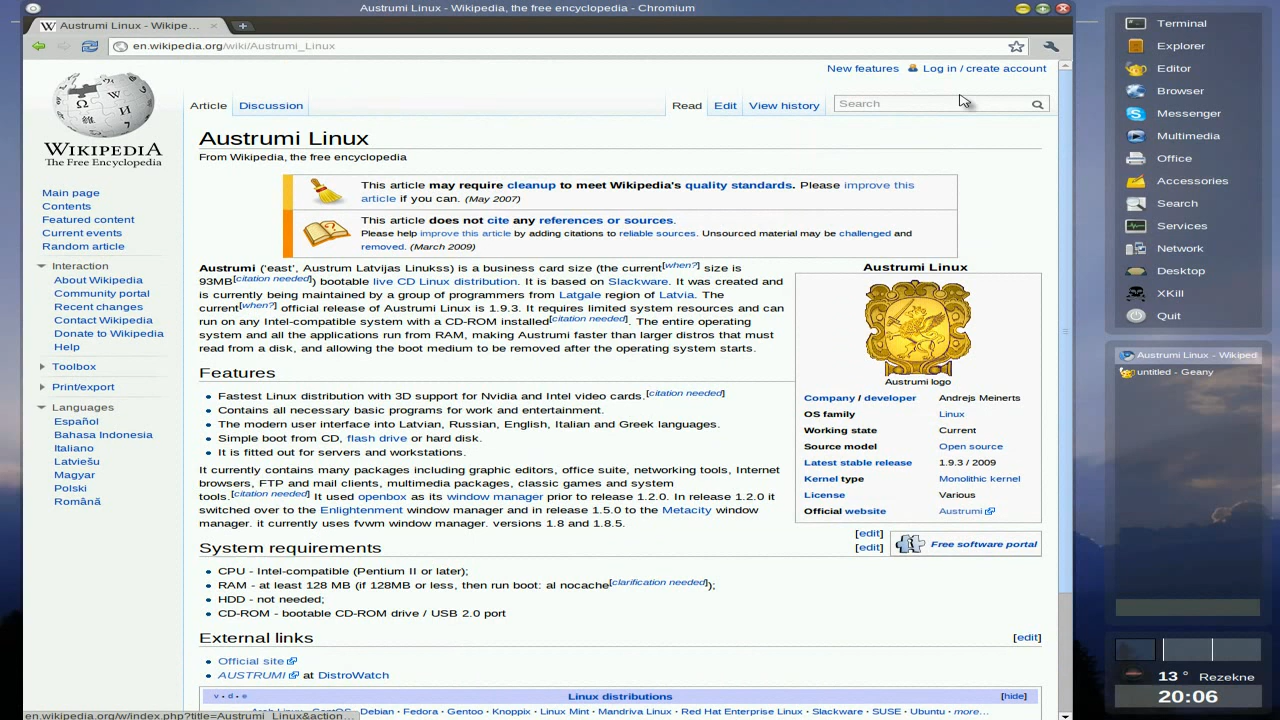 Austrumi Linux - Wikipedia, the free encyclopedia - Chromium
Austrumi Linux - Wikipe...
en.wikipedia.org/wiki/Austrumi_Linux
New features Log in / create account
Article Discussion Read Edit View history Search
WIKIPEDIA
The Free Encyclopedia
Main page
Contents
Featured content
Current events
Random article
Interaction
About Wikipedia
Community portal
Recent changes
Contact Wikipedia
Donate to Wikipedia
Help
Toolbox
Print/export
Languages
Español
Bahasa Indonesia
Italiano
Latviešu
Magyar
Polski
Română
Austrumi Linux
From Wikipedia, the free encyclopedia
This article may require cleanup to meet Wikipedia's quality standards. Please improve this
article if you can. (May 2007)
This article does not cite any references or sources.
Please help improve this article by adding citations to reliable sources. Unsourced material may be challenged and
removed. (March 2009)
Austrumi ('east', Austrum Latvijas Linukss) is a business card size (the current[when?] size is
93MB[citation needed]) bootable live CD Linux distribution. It is based on Slackware. It was created and
is currently being maintained by a group of programmers from Latgale region of Latvia. The
current[when?] official release of Austrumi Linux is 1.9.3. It requires limited system resources and can
run on any Intel-compatible system with a CD-ROM installed[citation needed]. The entire operating
system and all the applications run from RAM, making Austrumi faster than larger distros that must
read from a disk, and allowing the boot medium to be removed after the operating system starts.
Features
Fastest Linux distribution with 3D support for Nvidia and Intel video cards.[citation needed]
Contains all necessary basic programs for work and entertainment.
The modern user interface into Latvian, Russian, English, Italian and Greek languages.
Simple boot from CD, flash drive or hard disk.
It is fitted out for servers and workstations.
It currently contains many packages including graphic editors, office suite, networking tools, Internet
browsers, FTP and mail clients, multimedia packages, classic games and system
tools.[citation needed] It used openbox as its window manager prior to release 1.2.0. In release 1.2.0 it
switched over to the Enlightenment window manager and in release 1.5.0 to the Metacity window
manager. it currently uses fvwm window manager. versions 1.8 and 1.8.5.
[edit]
System requirements [edit]
CPU - Intel-compatible (Pentium II or later);
RAM - at least 128 MB (if 128MB or less, then run boot: al nocache[clarification needed]);
HDD - not needed;
CD-ROM - bootable CD-ROM drive / USB 2.0 port
External links [edit]
Official site
AUSTRUMI at DistroWatch
v · d · e Linux distributions [hide]
Debian · Fedora · Gentoo · Knoppix · Linux Mint · Mandriva Linux · Red Hat Enterprise Linux · Slackware · SUSE · Ubuntu · more...
en.wikipedia.org/w/index.php?title=Austrumi_Linux&action...
Austrumi Linux
Austrumi logo
Company / developer Andrejs Meinerts
OS family Linux
Working state Current
Source model Open source
Latest stable release 1.9.3 / 2009
Kernel type Monolithic kernel
License Various
Official website Austrumi
Free software portal
Terminal
Explorer
Editor
Browser
Messenger
Multimedia
Office
Accessories
Search
Services
Network
Desktop
XKill
Quit
Austrumi Linux - Wikiped
untitled - Geany
13 ° Rezekne
20:06